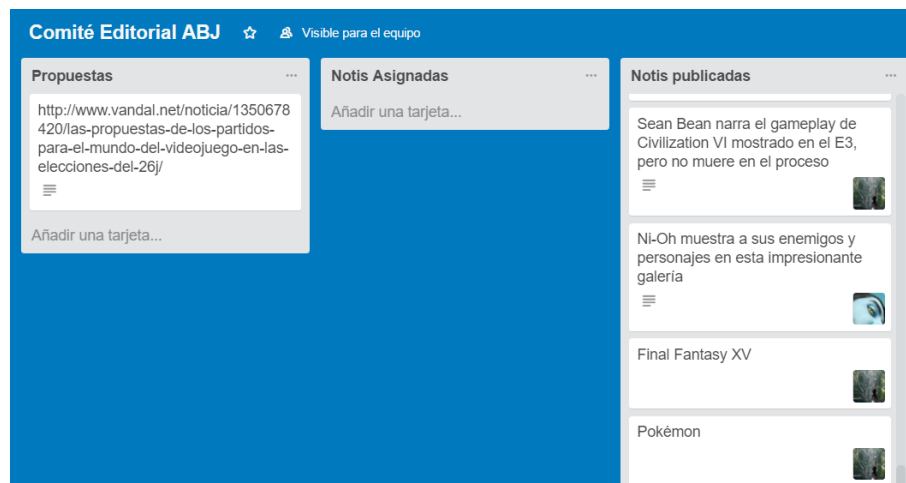 Comité Editorial ABJ
Visible para el equipo
Propuestas
http://www.vandal.net/noticia/1350678
420/las-propuestas-de-los-partidos-
para-el-mundo-del-videojuego-en-las-
elecciones-del-26j/
Añadir una tarjeta...
Notis Asignadas
Añadir una tarjeta...
Notis publicadas
Sean Bean narra el gameplay de
Civilization VI mostrado en el E3,
pero no muere en el proceso
Ni-Oh muestra a sus enemigos y
personajes en esta impresionante
galería
Final Fantasy XV
Pokémon